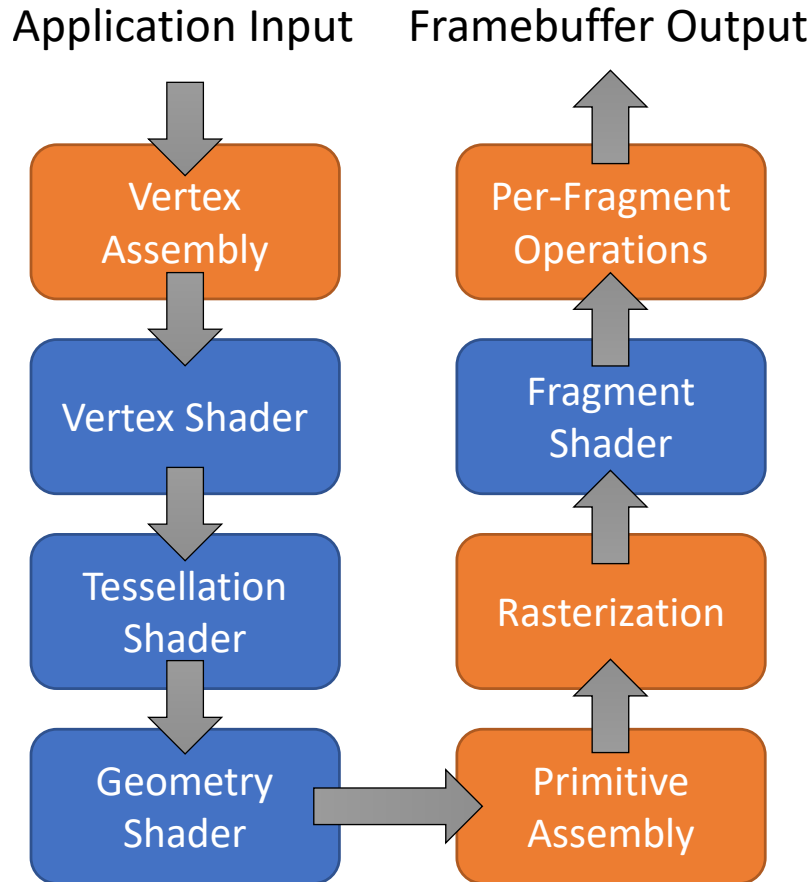 Application Input
Vertex
Assembly
Vertex Shader
Tessellation
Shader
Geometry
Shader
Primitive
Assembly
Rasterization
Fragment
Shader
Per-Fragment
Operations
Framebuffer Output